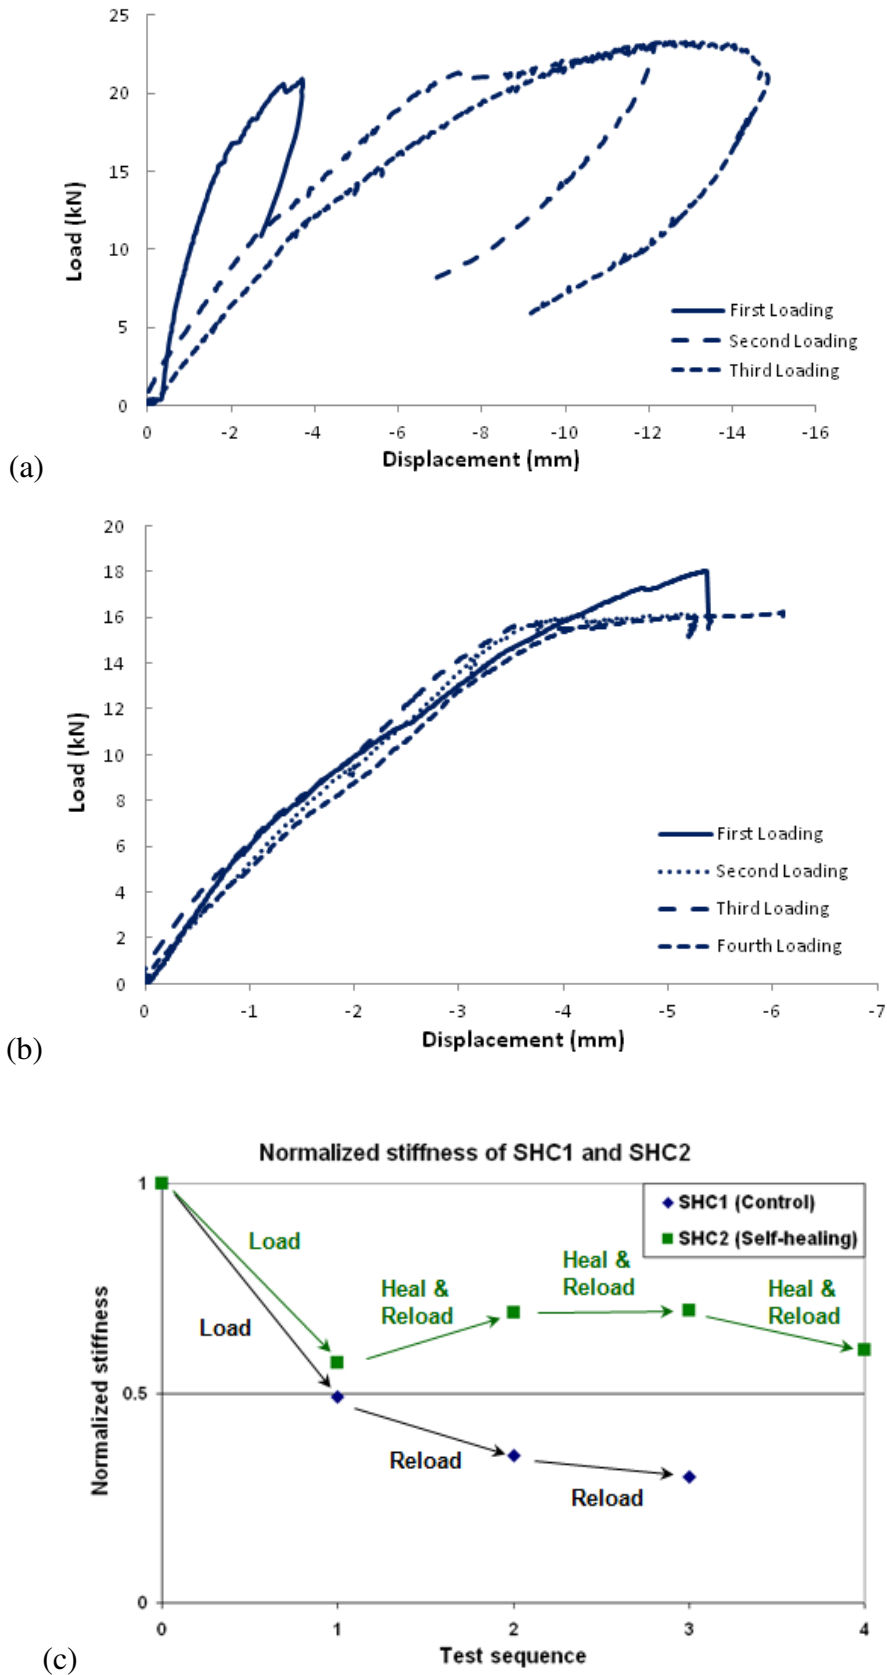 25
20
15
10
5
0
Load (kN)
First Loading
Second Loading
Third Loading
0 -2 -4 -6 -8 -10 -12 -14 -16
Displacement (mm)
(a)
20
18
16
14
12
10
8
6
4
2
0
Load (kN)
First Loading
Second Loading
Third Loading
Fourth Loading
0 -1 -2 -3 -4 -5 -6 -7
Displacement (mm)
(b)
Normalized stiffness of SHC1 and SHC2
1
0.5
0
Normalized stiffness
SHC1 (Control)
SHC2 (Self-healing)
Load
Load
Heal &
Reload
Heal &
Reload
Heal &
Reload
Reload
Reload
0 1 2 3 4
Test sequence
(c)